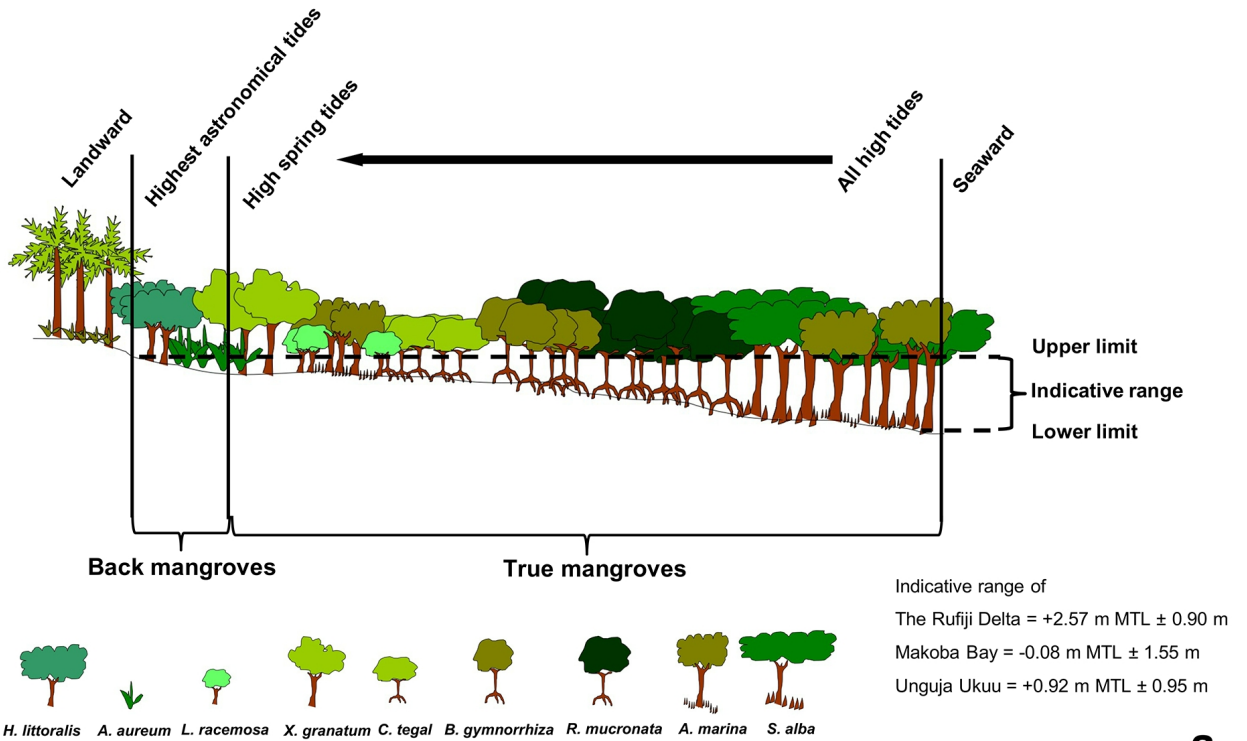 Landward
Highest astronomical tides
High spring tides
All high tides
Seaward
Upper limit
Indicative range
Lower limit
Back mangroves
True mangroves
Indicative range of
The Rufiji Delta = +2.57 m MTL ± 0.90 m
Makoba Bay = -0.08 m MTL ± 1.55 m
Unguja Ukuu = +0.92 m MTL ± 0.95 m
H. littoralis A. aureum L. racemosa X. granatum C. tegal B. gymnorrhiza R. mucronata A. marina S. alba